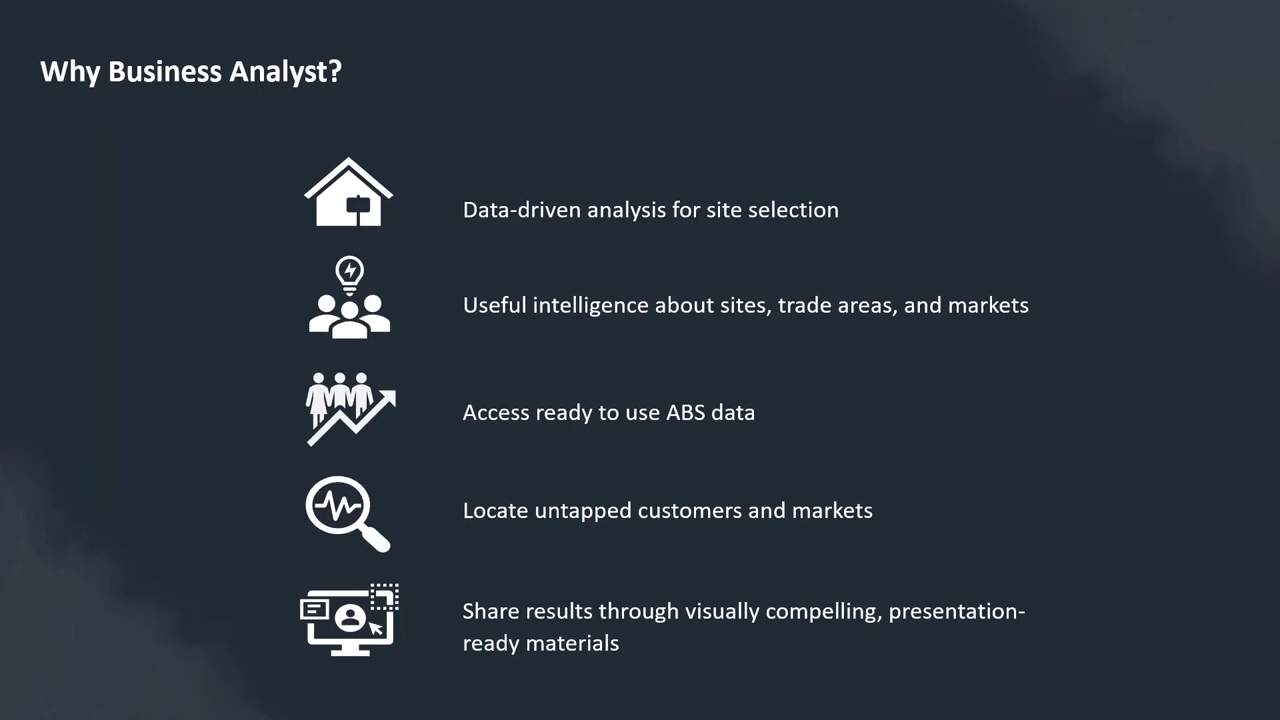 Why Business Analyst?
Data-driven analysis for site selection
Useful intelligence about sites, trade areas, and markets
Access ready to use ABS data
Locate untapped customers and markets
Share results through visually compelling, presentation-
ready materials